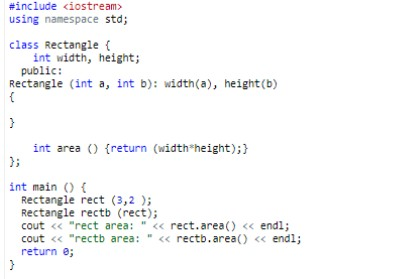 #include <iostream>
using namespace std;
class Rectangle {
int width, height;
public:
Rectangle (int a, int b): width(a), height(b)
{
}
int area () {return (width*height);}
};
int main () {
Rectangle rect (3,2 );
Rectangle rectb (rect);
cout << "rect area: " << rect.area() << endl;
cout << "rectb area: " << rectb.area() << endl;
return 0;
}